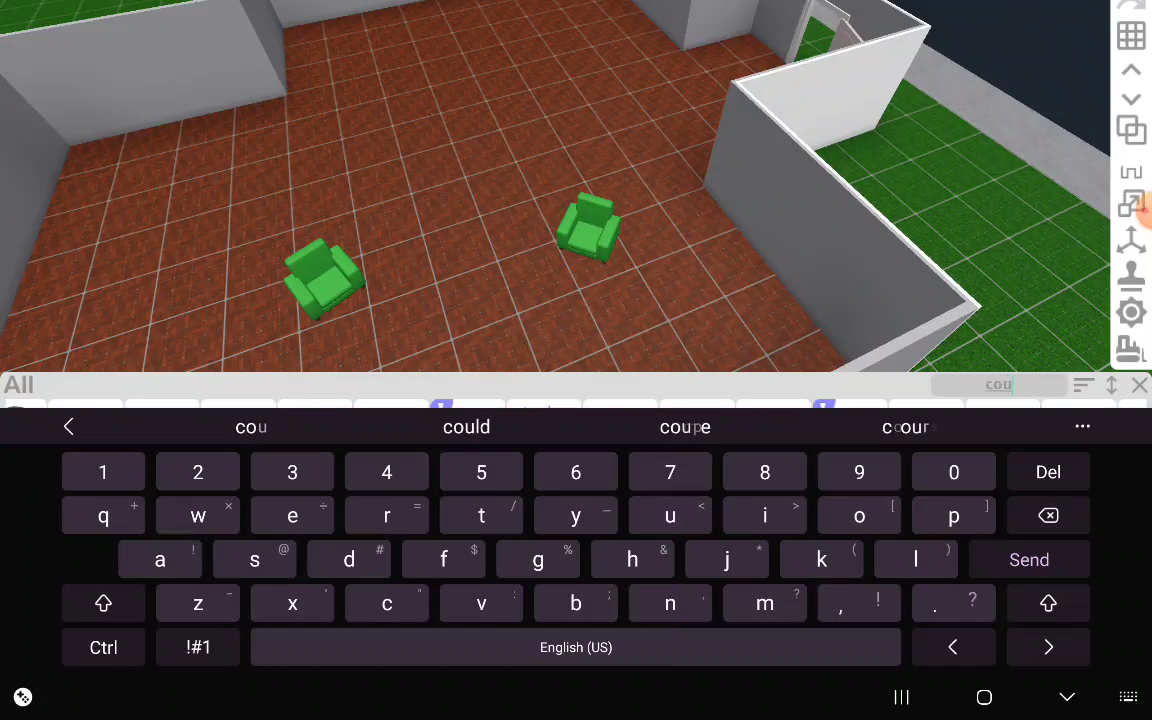 All
cou
cou could coupe cour
1 2 3 4 5 6 7 8 9 0 Del
q + w × e ÷ r = t / y _ u < i > o [ p ]
a ! s @ d # f $ g % h & j * k ( l ) Send
z - x ' c " v : b ; n , m ? , ! . ?
Ctrl !#1 English (US) < >